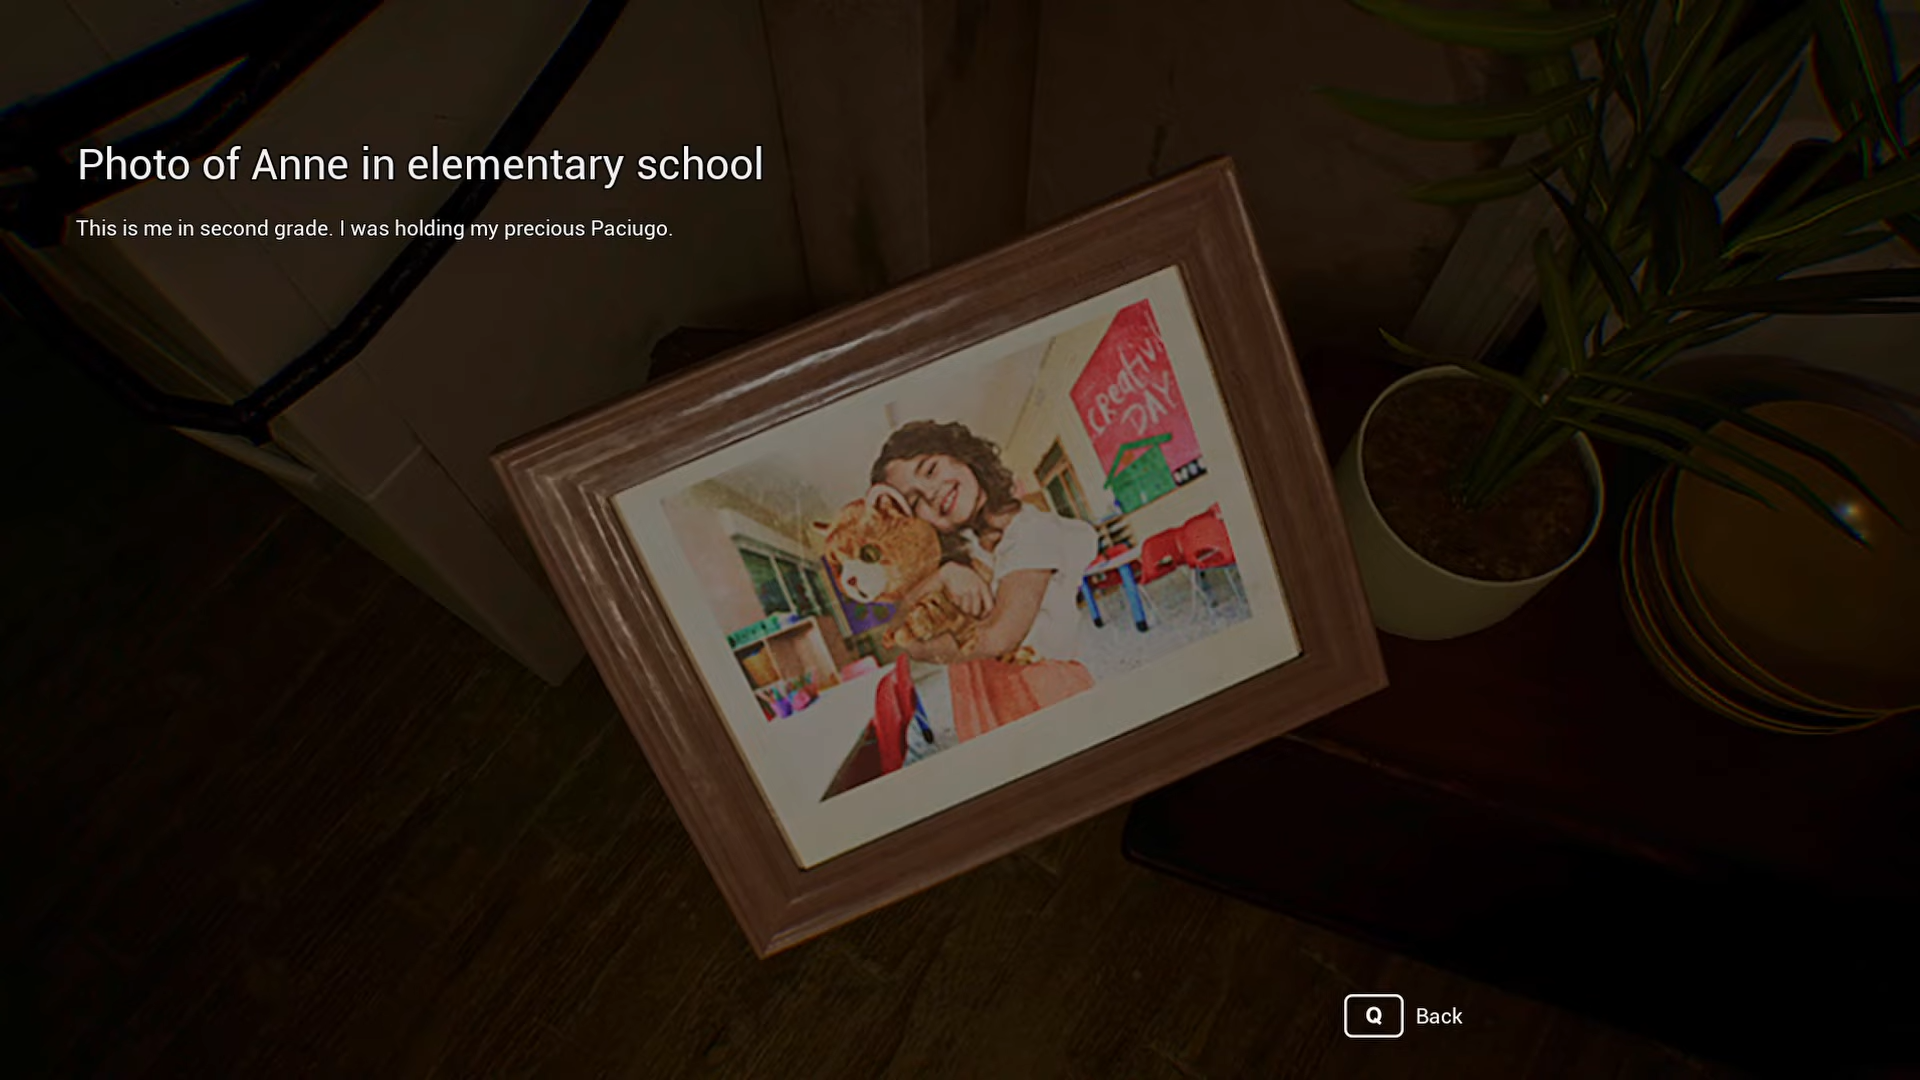 Photo of Anne in elementary school
This is me in second grade. I was holding my precious Paciugo.
DAY
Q Back